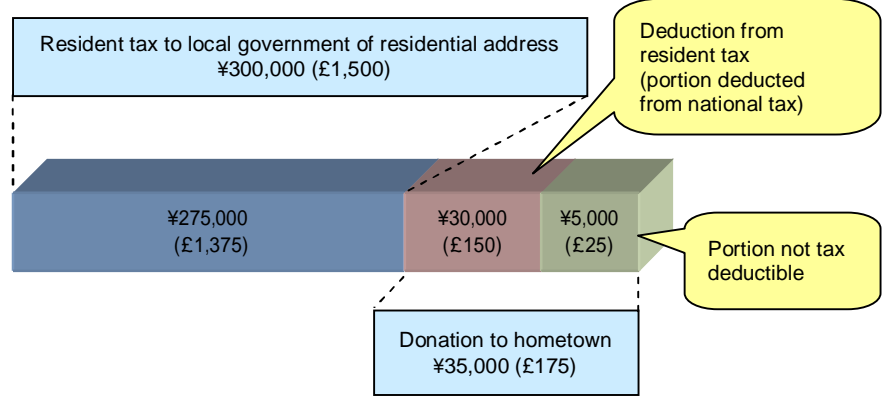 Resident tax to local government of residential address
¥300,000 (£1,500)
Deduction from
resident tax
(portion deducted
from national tax)
¥275,000
(£1,375)
¥30,000
(£150)
¥5,000
(£25)
Portion not tax
deductible
Donation to hometown
¥35,000 (£175)